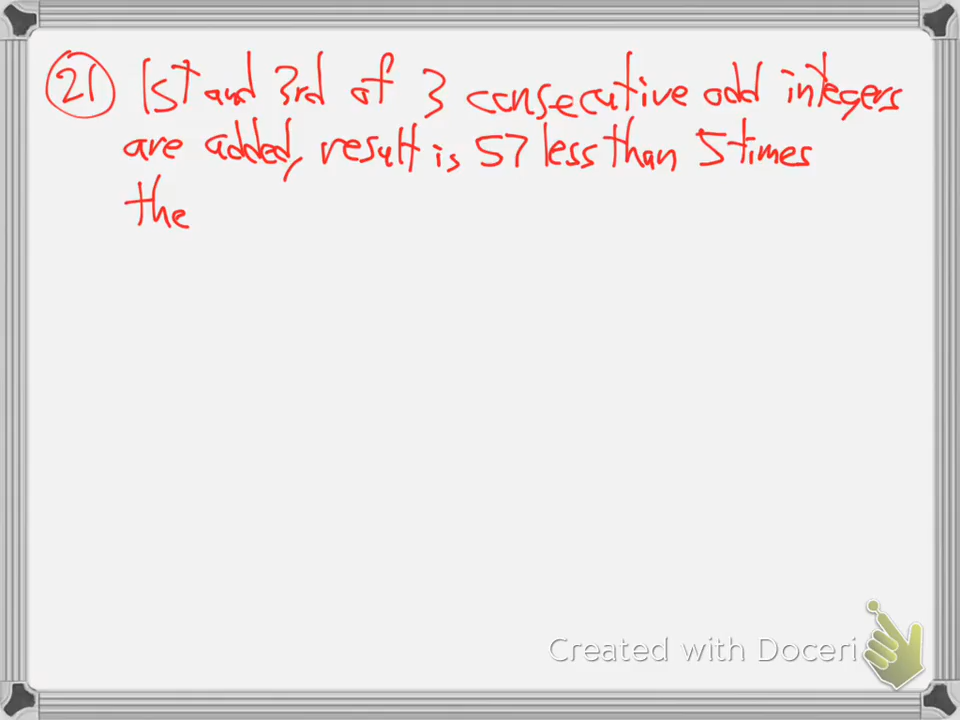 21 1st and 3rd of 3 consecutive odd integers
are added, result is 57 less than 5 times
the
Created with Doceri